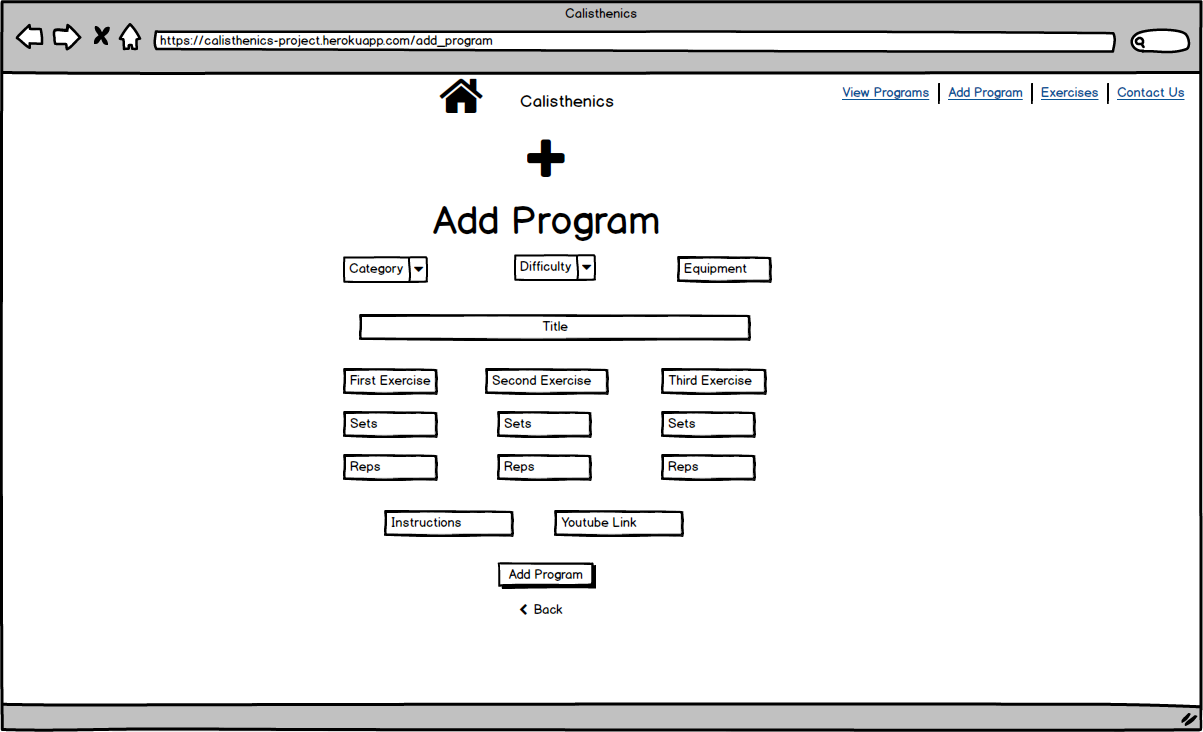 Calisthenics
https://calisthenics-project.herokuapp.com/add_program
Calisthenics
View Programs Add Program Exercises Contact Us
Add Program
Category Difficulty Equipment
Title
First Exercise Second Exercise Third Exercise
Sets Sets Sets
Reps Reps Reps
Instructions Youtube Link
Add Program
Back